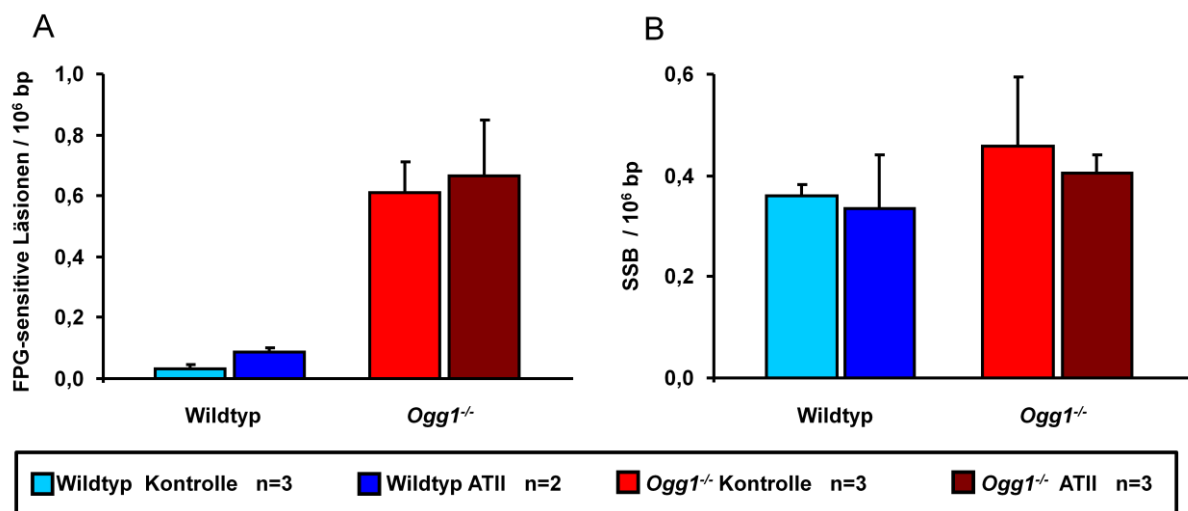 A
FPG-sensitive Läsionen / 10⁶ bp
1,0
0,8
0,6
0,4
0,2
0,0
Wildtyp
Ogg1⁻/⁻
B
SSB / 10⁶ bp
0,6
0,4
0,2
0,0
Wildtyp
Ogg1⁻/⁻
Wildtyp Kontrolle n=3
Wildtyp ATII n=2
Ogg1⁻/⁻ Kontrolle n=3
Ogg1⁻/⁻ ATII n=3